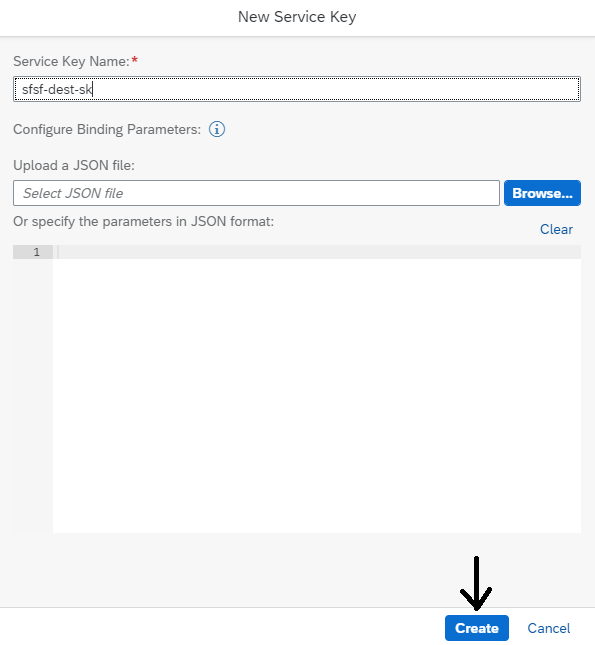 New Service Key
Service Key Name:*
sfsf-dest-sk
Configure Binding Parameters:
Upload a JSON file:
Select JSON file
Browse...
Or specify the parameters in JSON format:
Clear
1
Create
Cancel